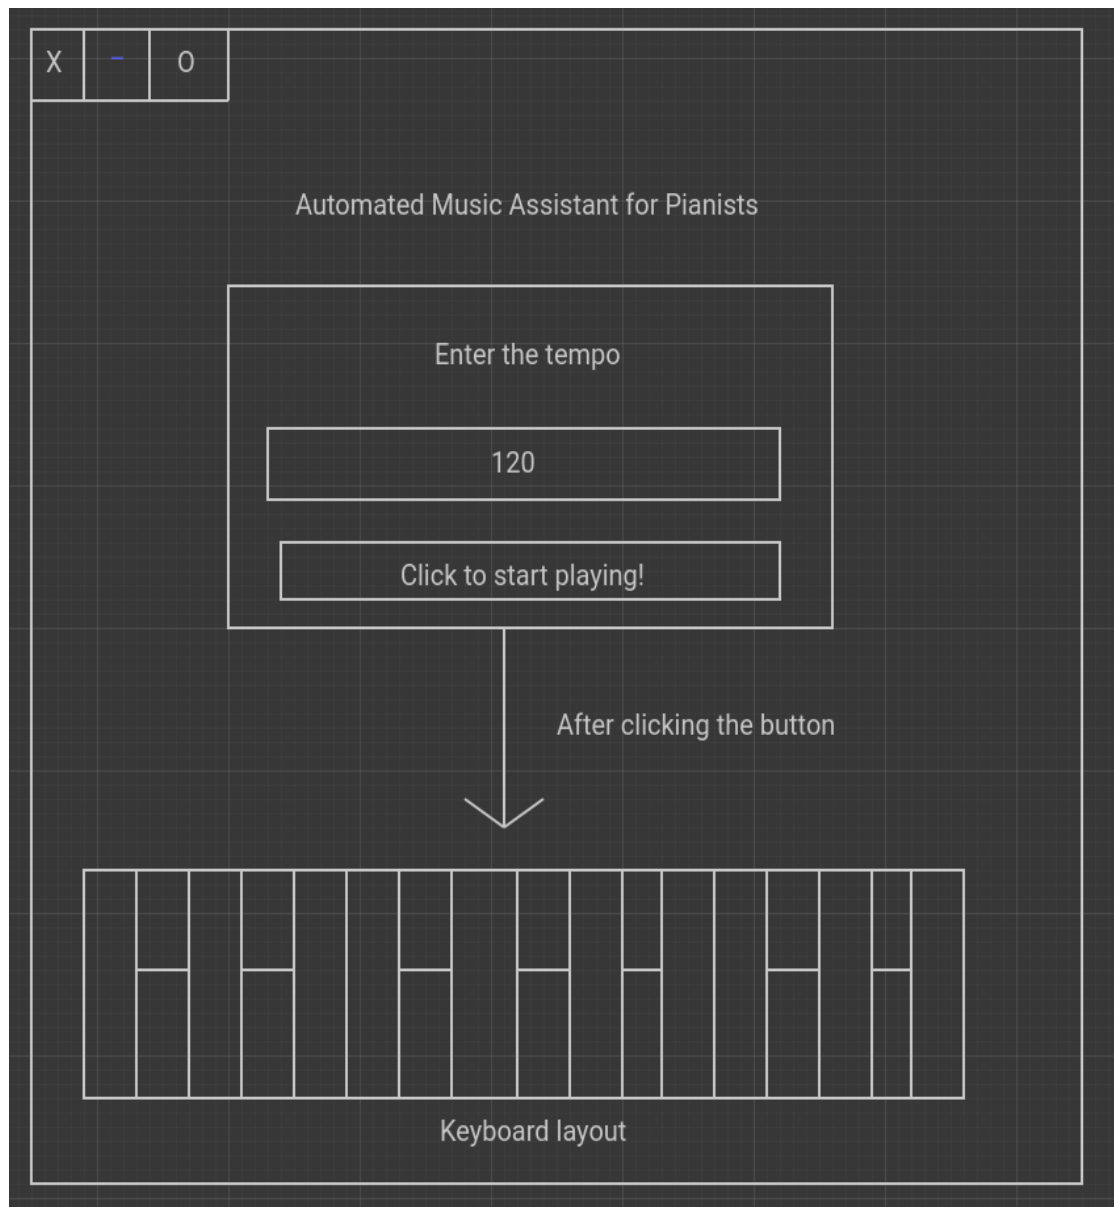 X - O
Automated Music Assistant for Pianists
Enter the tempo
120
Click to start playing!
After clicking the button
Keyboard layout